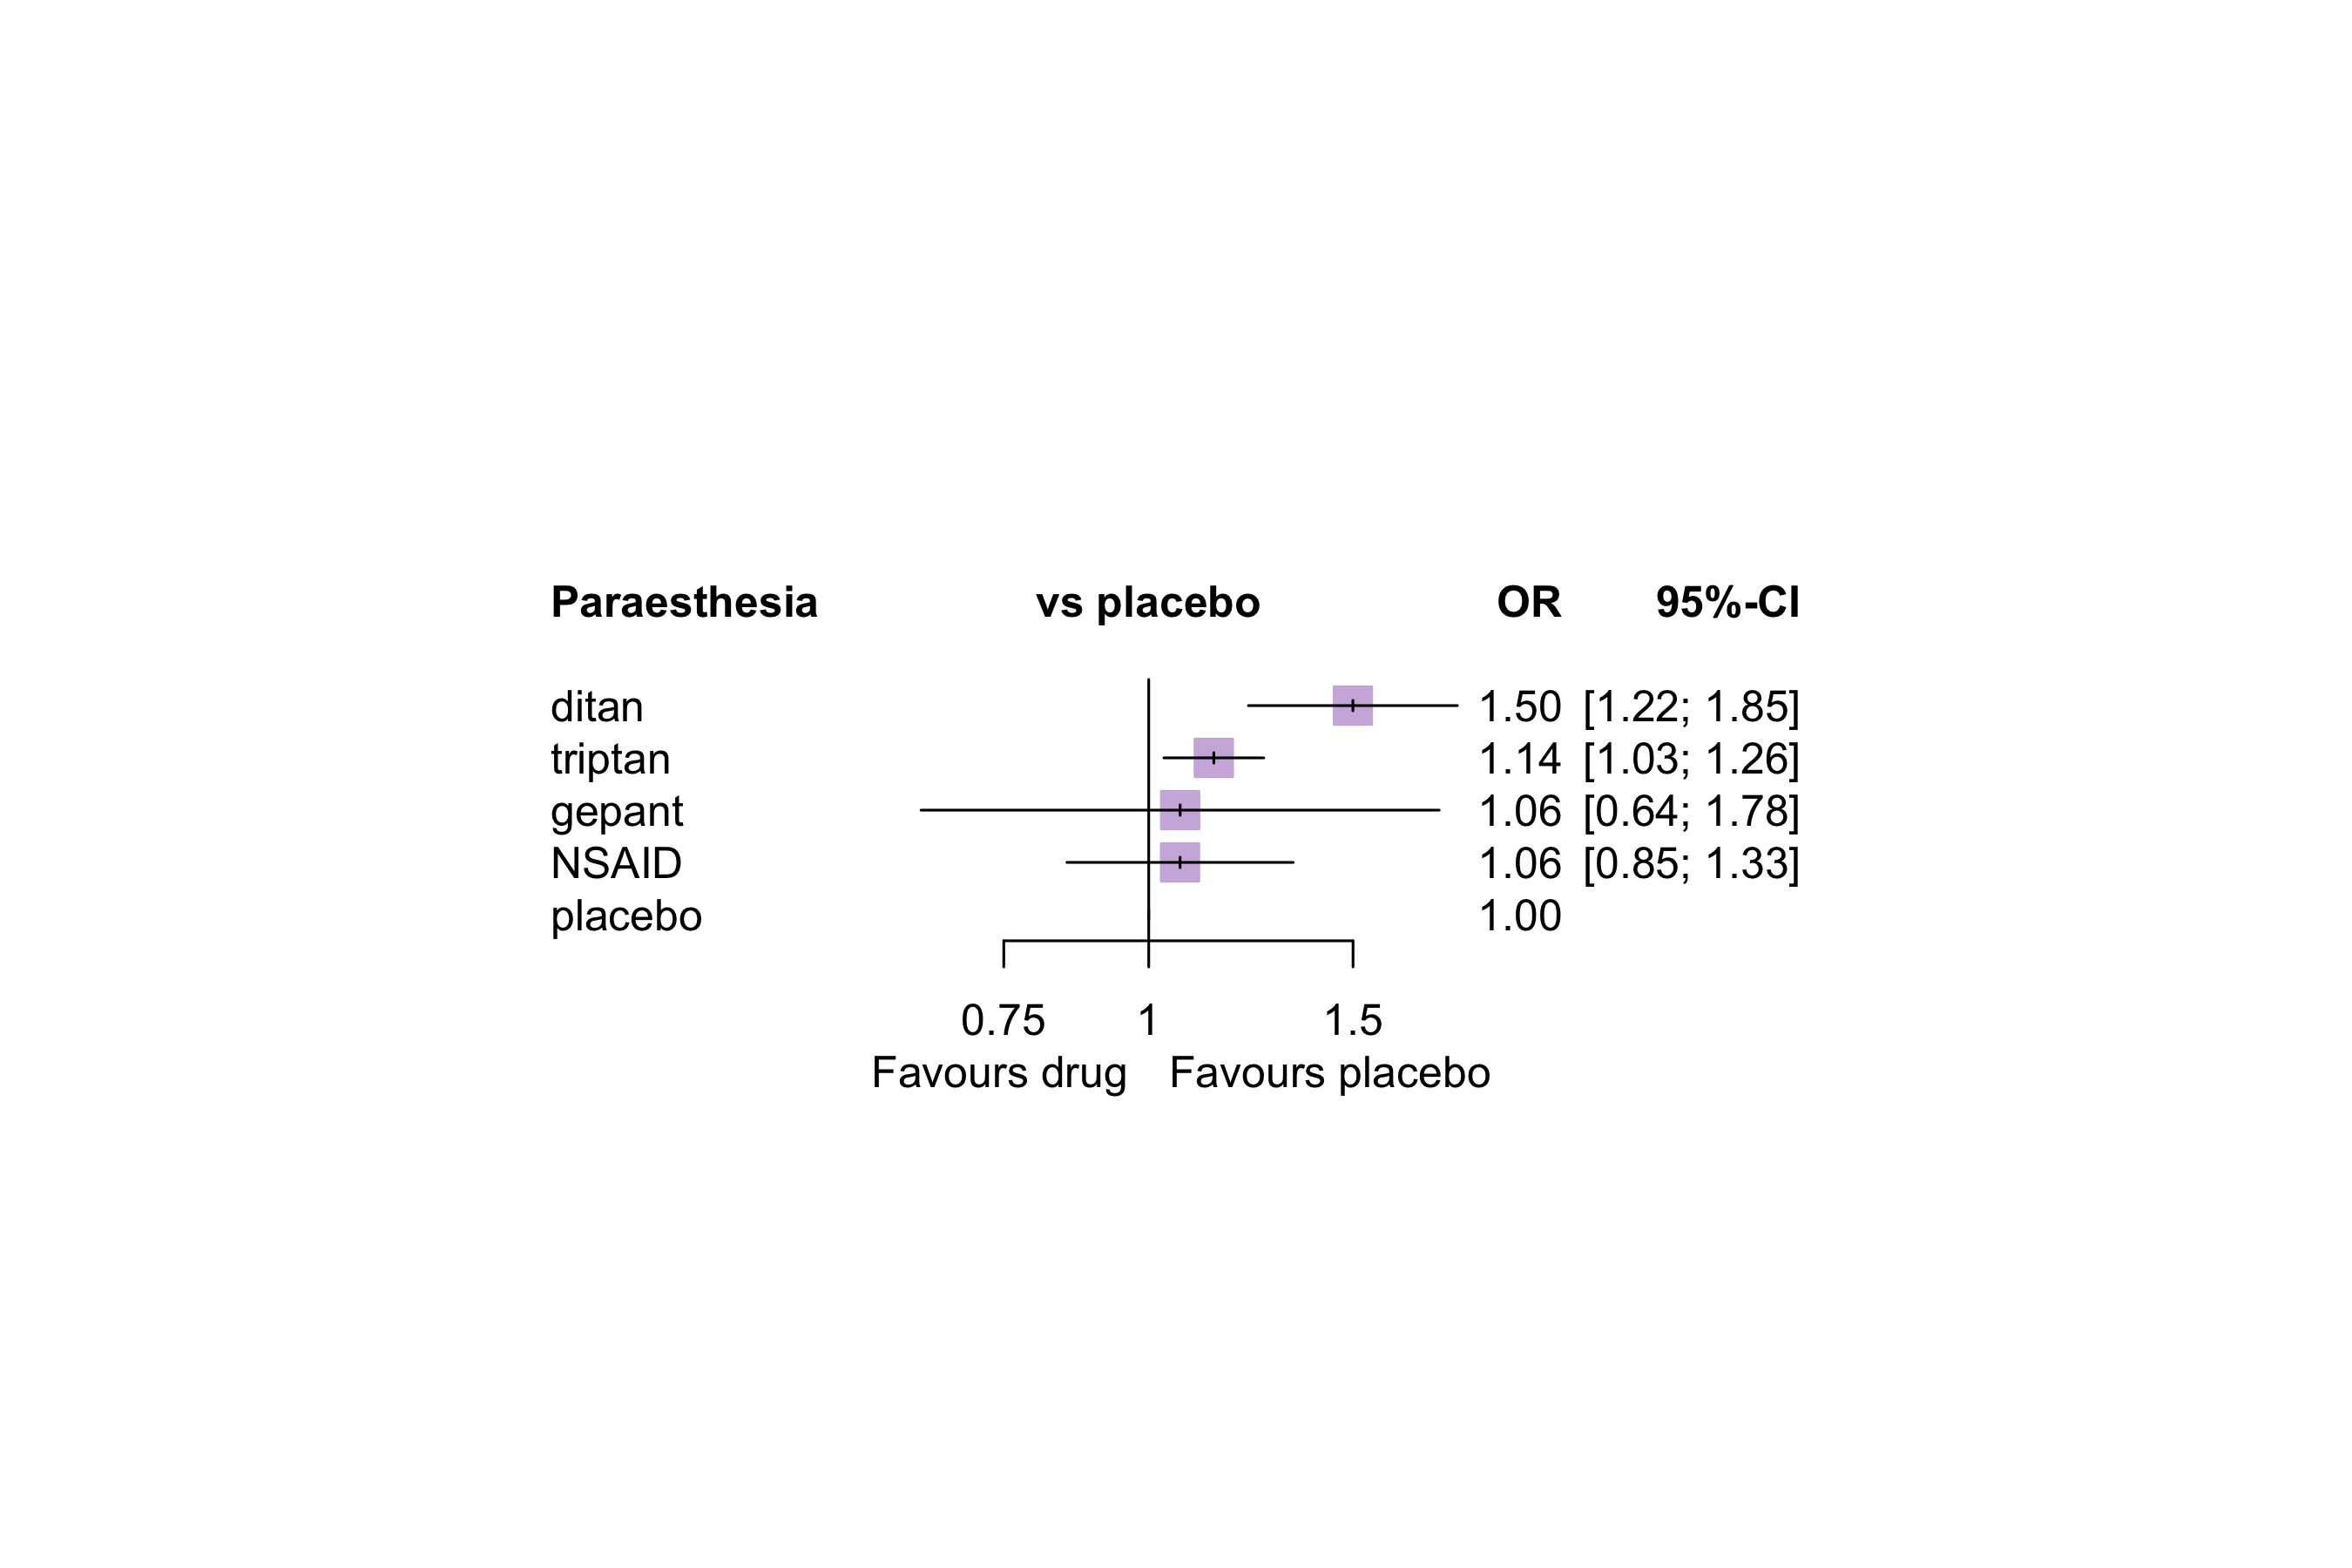 Paraesthesia vs placebo OR 95%-CI
ditan 1.50 [1.22; 1.85]
triptan 1.14 [1.03; 1.26]
gepant 1.06 [0.64; 1.78]
NSAID 1.06 [0.85; 1.33]
placebo 1.00
0.75 1 1.5
Favours drug Favours placebo